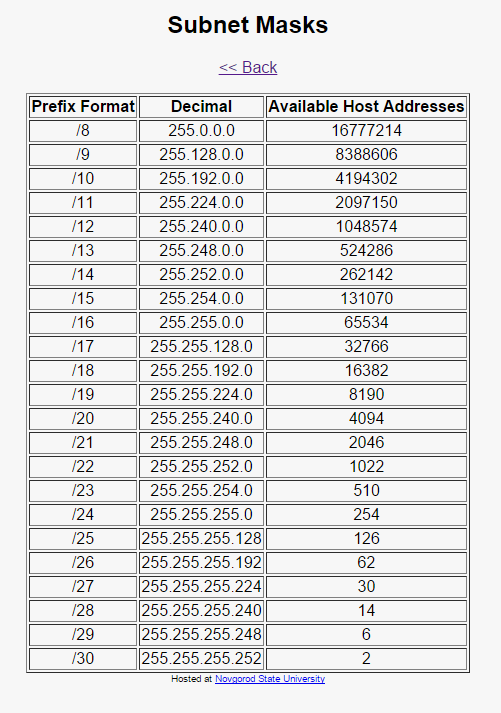 Subnet Masks
<< Back
Prefix Format Decimal Available Host Addresses
/8 255.0.0.0 16777214
/9 255.128.0.0 8388606
/10 255.192.0.0 4194302
/11 255.224.0.0 2097150
/12 255.240.0.0 1048574
/13 255.248.0.0 524286
/14 255.252.0.0 262142
/15 255.254.0.0 131070
/16 255.255.0.0 65534
/17 255.255.128.0 32766
/18 255.255.192.0 16382
/19 255.255.224.0 8190
/20 255.255.240.0 4094
/21 255.255.248.0 2046
/22 255.255.252.0 1022
/23 255.255.254.0 510
/24 255.255.255.0 254
/25 255.255.255.128 126
/26 255.255.255.192 62
/27 255.255.255.224 30
/28 255.255.255.240 14
/29 255.255.255.248 6
/30 255.255.255.252 2
Hosted at Novgorod State University